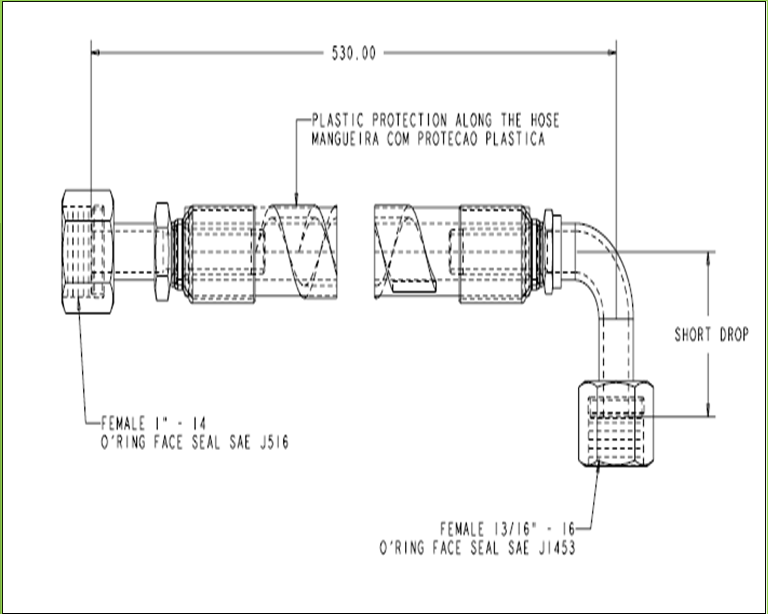 530.00
PLASTIC PROTECTION ALONG THE HOSE
MANGUEIRA COM PROTECAO PLASTICA
SHORT DROP
FEMALE 1" - 14
O'RING FACE SEAL SAE J516
FEMALE 13/16" - 16
O'RING FACE SEAL SAE J1453